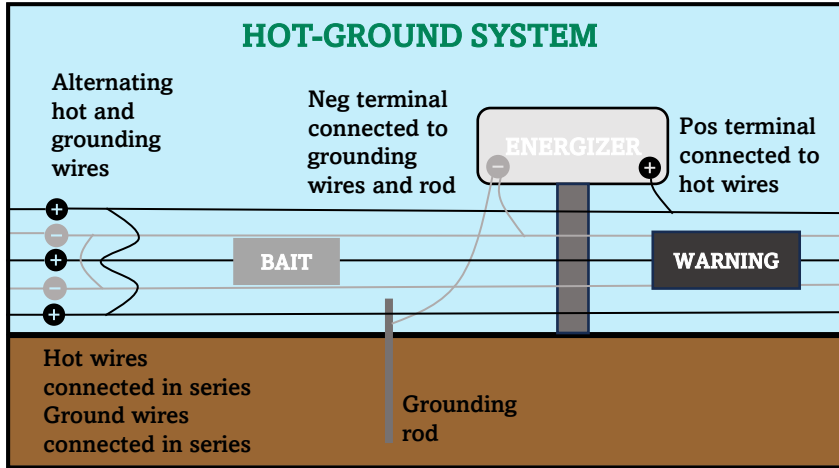 HOT-GROUND SYSTEM
Alternating
hot and
grounding
wires
Neg terminal
connected to
grounding
wires and rod
ENERGIZER
−
+
Pos terminal
connected to
hot wires
+
−
+
−
+
BAIT
WARNING
Hot wires
connected in series
Ground wires
connected in series
Grounding
rod